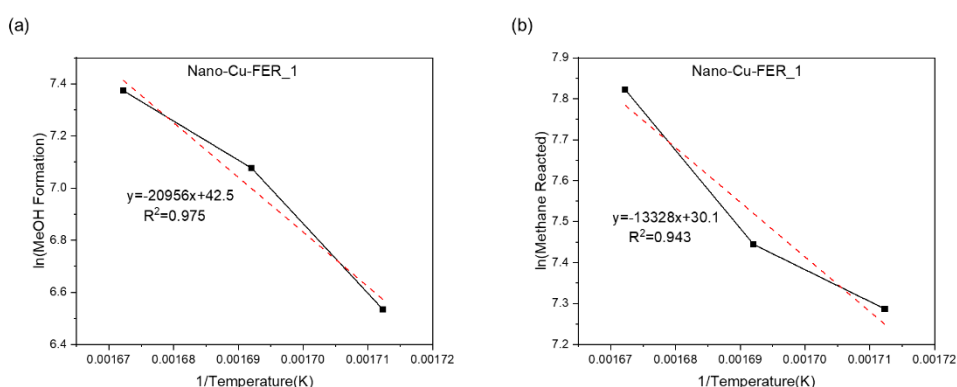 (a)
Nano-Cu-FER_1
ln(MeOH Formation)
7.4
7.2
7.0
6.8
6.6
6.4
y=-20956x+42.5
R²=0.975
0.00167 0.00168 0.00169 0.00170 0.00171 0.00172
1/Temperature(K)
(b)
Nano-Cu-FER_1
ln(Methane Reacted)
7.9
7.8
7.7
7.6
7.5
7.4
7.3
7.2
y=-13328x+30.1
R²=0.943
0.00167 0.00168 0.00169 0.00170 0.00171 0.00172
1/Temperature(K)